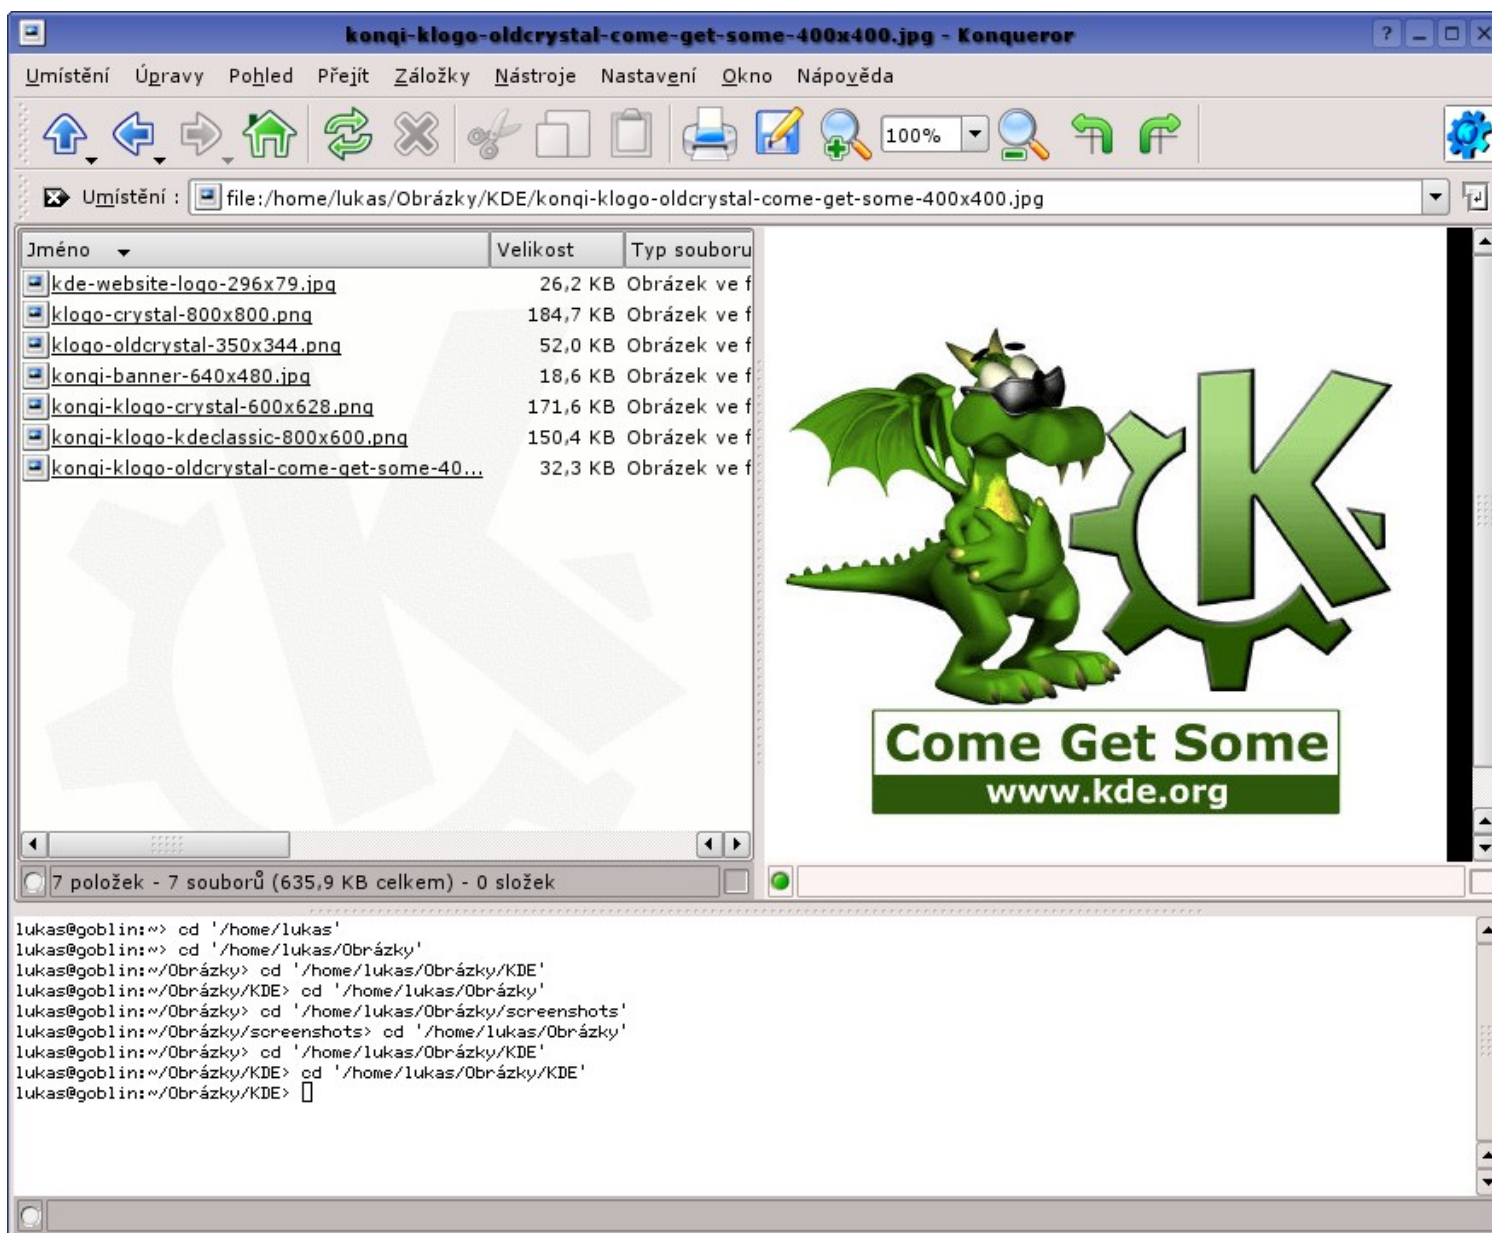 konqi-klogo-oldcrystal-come-get-some-400x400.jpg - Konqueror
Umístění Úpravy Pohled Přejít Záložky Nástroje Nastavení Okno Nápověda
100%
Umístění : file:/home/lukas/Obrázky/KDE/konqi-klogo-oldcrystal-come-get-some-400x400.jpg
Jméno Velikost Typ souboru
kde-website-logo-296x79.jpg 26,2 KB Obrázek ve f
klogo-crystal-800x800.png 184,7 KB Obrázek ve f
klogo-oldcrystal-350x344.png 52,0 KB Obrázek ve f
konqi-banner-640x480.jpg 18,6 KB Obrázek ve f
konqi-klogo-crystal-600x628.png 171,6 KB Obrázek ve f
konqi-klogo-kdeclassic-800x600.png 150,4 KB Obrázek ve f
konqi-klogo-oldcrystal-come-get-some-40... 32,3 KB Obrázek ve f
K
Come Get Some
www.kde.org
7 položek - 7 souborů (635,9 KB celkem) - 0 složek
lukas@goblin:~> cd '/home/lukas'
lukas@goblin:~> cd '/home/lukas/Obrázky'
lukas@goblin:~/Obrázky> cd '/home/lukas/Obrázky/KDE'
lukas@goblin:~/Obrázky/KDE> cd '/home/lukas/Obrázky'
lukas@goblin:~/Obrázky> cd '/home/lukas/Obrázky/screenshots'
lukas@goblin:~/Obrázky/screenshots> cd '/home/lukas/Obrázky'
lukas@goblin:~/Obrázky> cd '/home/lukas/Obrázky/KDE'
lukas@goblin:~/Obrázky/KDE> cd '/home/lukas/Obrázky/KDE'
lukas@goblin:~/Obrázky/KDE>